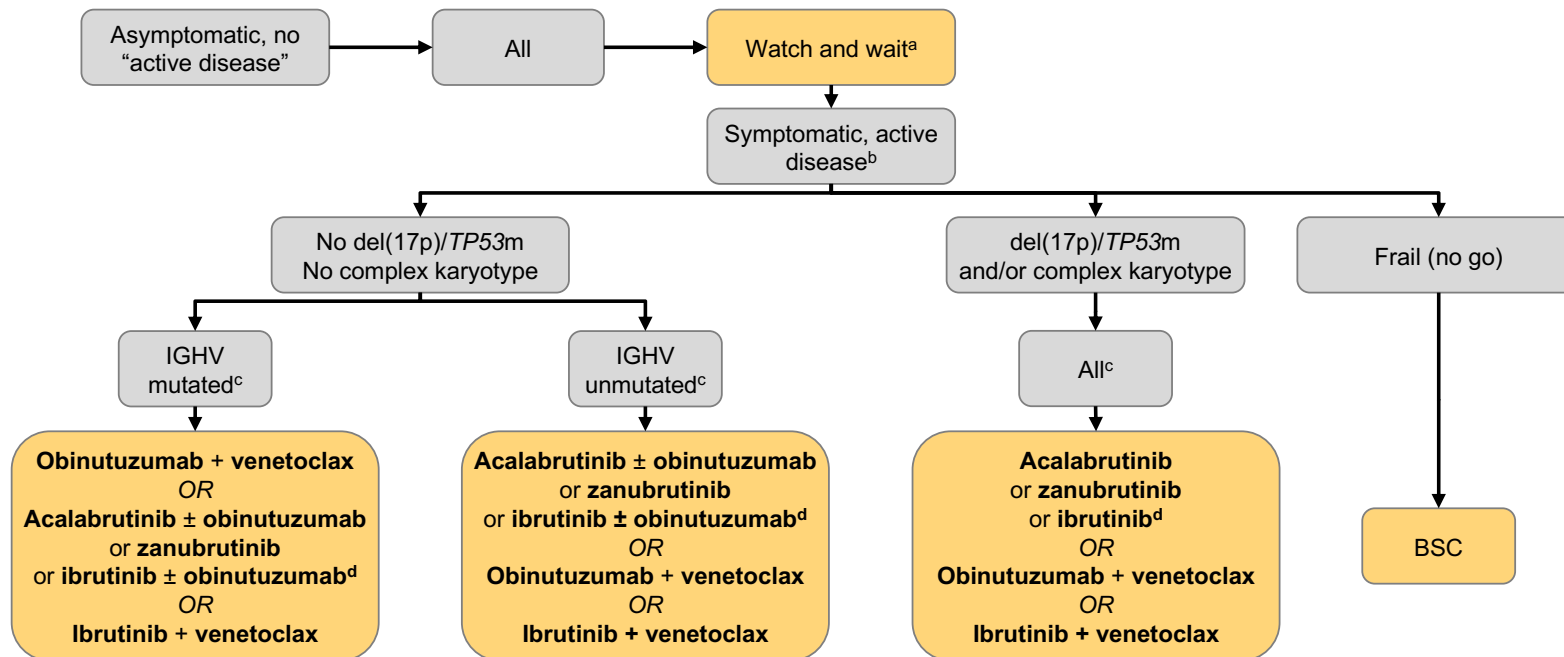 Asymptomatic, no
“active disease”
All
Watch and waitᵃ
Symptomatic, active
diseaseᵇ
No del(17p)/TP53m
No complex karyotype
del(17p)/TP53m
and/or complex karyotype
Frail (no go)
IGHV
mutatedᶜ
IGHV
unmutatedᶜ
Allᶜ
Obinutuzumab + venetoclax
OR
Acalabrutinib ± obinutuzumab
or zanubrutinib
or ibrutinib ± obinutuzumabᵈ
OR
Ibrutinib + venetoclax
Acalabrutinib ± obinutuzumab
or zanubrutinib
or ibrutinib ± obinutuzumabᵈ
OR
Obinutuzumab + venetoclax
OR
Ibrutinib + venetoclax
Acalabrutinib
or zanubrutinib
or ibrutinibᵈ
OR
Obinutuzumab + venetoclax
OR
Ibrutinib + venetoclax
BSC